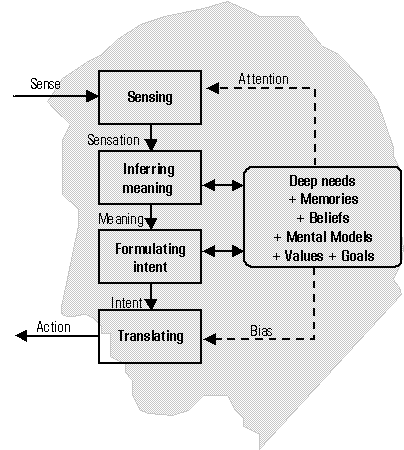 Sense
Sensing
Attention
Sensation
Inferring
meaning
Deep needs
+ Memories
+ Beliefs
+ Mental Models
+ Values + Goals
Meaning
Formulating
intent
Intent
Action
Translating
Bias